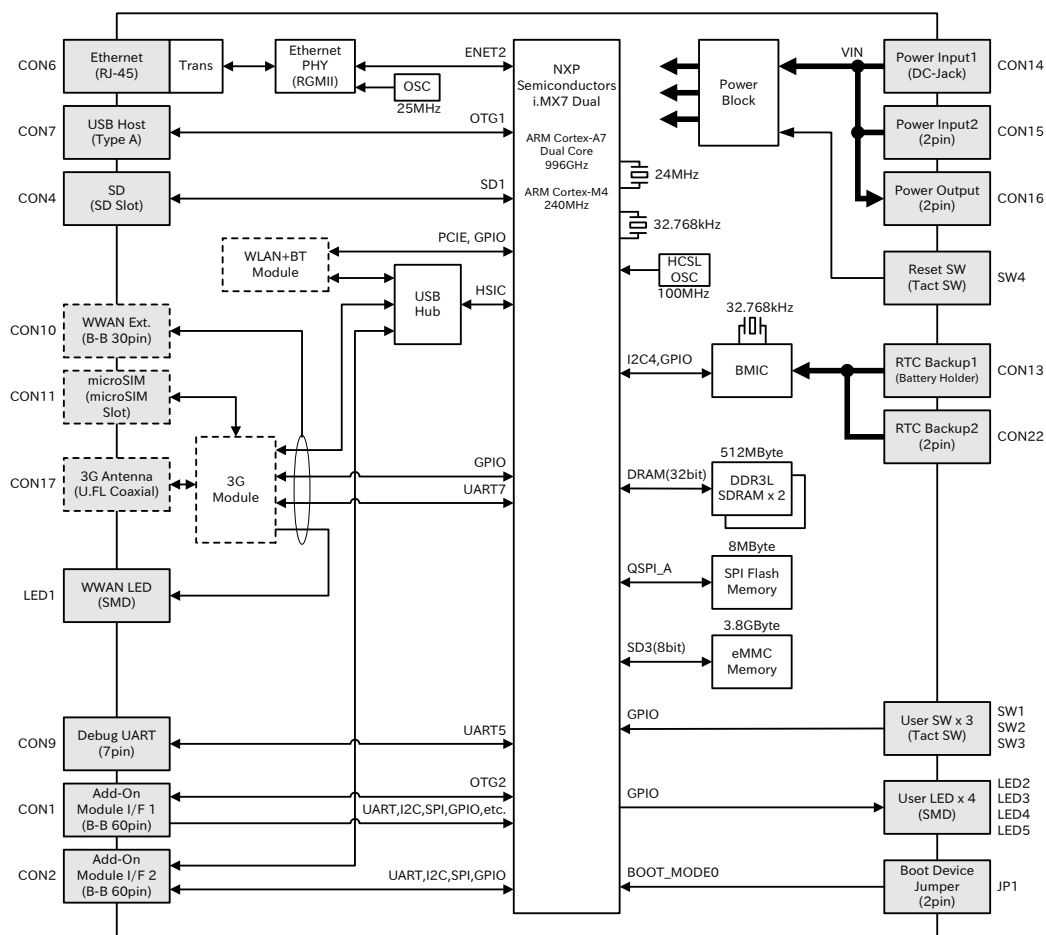 CON6
Ethernet
(RJ-45)
Trans
Ethernet
PHY
(RGMII)
OSC
25MHz
ENET2
CON7
USB Host
(Type A)
OTG1
CON4
SD
(SD Slot)
SD1
WLAN+BT
Module
PCIE, GPIO
USB
Hub
HSIC
CON10
WWAN Ext.
(B-B 30pin)
CON11
microSIM
(microSIM
Slot)
CON17
3G Antenna
(U.FL Coaxial)
3G
Module
GPIO
UART7
LED1
WWAN LED
(SMD)
CON9
Debug UART
(7pin)
UART5
CON1
Add-On
Module I/F 1
(B-B 60pin)
OTG2
UART,I2C,SPI,GPIO,etc.
CON2
Add-On
Module I/F 2
(B-B 60pin)
UART,I2C,SPI,GPIO
NXP
Semiconductors
i.MX7 Dual
ARM Cortex-A7
Dual Core
996GHz
ARM Cortex-M4
240MHz
24MHz
32.768kHz
HCSL
OSC
100MHz
Power
Block
VIN
Power Input1
(DC-Jack)
CON14
Power Input2
(2pin)
CON15
Power Output
(2pin)
CON16
Reset SW
(Tact SW)
SW4
32.768kHz
I2C4,GPIO
BMIC
RTC Backup1
(Battery Holder)
CON13
RTC Backup2
(2pin)
CON22
512MByte
DRAM(32bit)
DDR3L
SDRAM x 2
8MByte
QSPI_A
SPI Flash
Memory
3.8GByte
SD3(8bit)
eMMC
Memory
GPIO
User SW x 3
(Tact SW)
SW1
SW2
SW3
GPIO
User LED x 4
(SMD)
LED2
LED3
LED4
LED5
BOOT_MODE0
Boot Device
Jumper
(2pin)
JP1